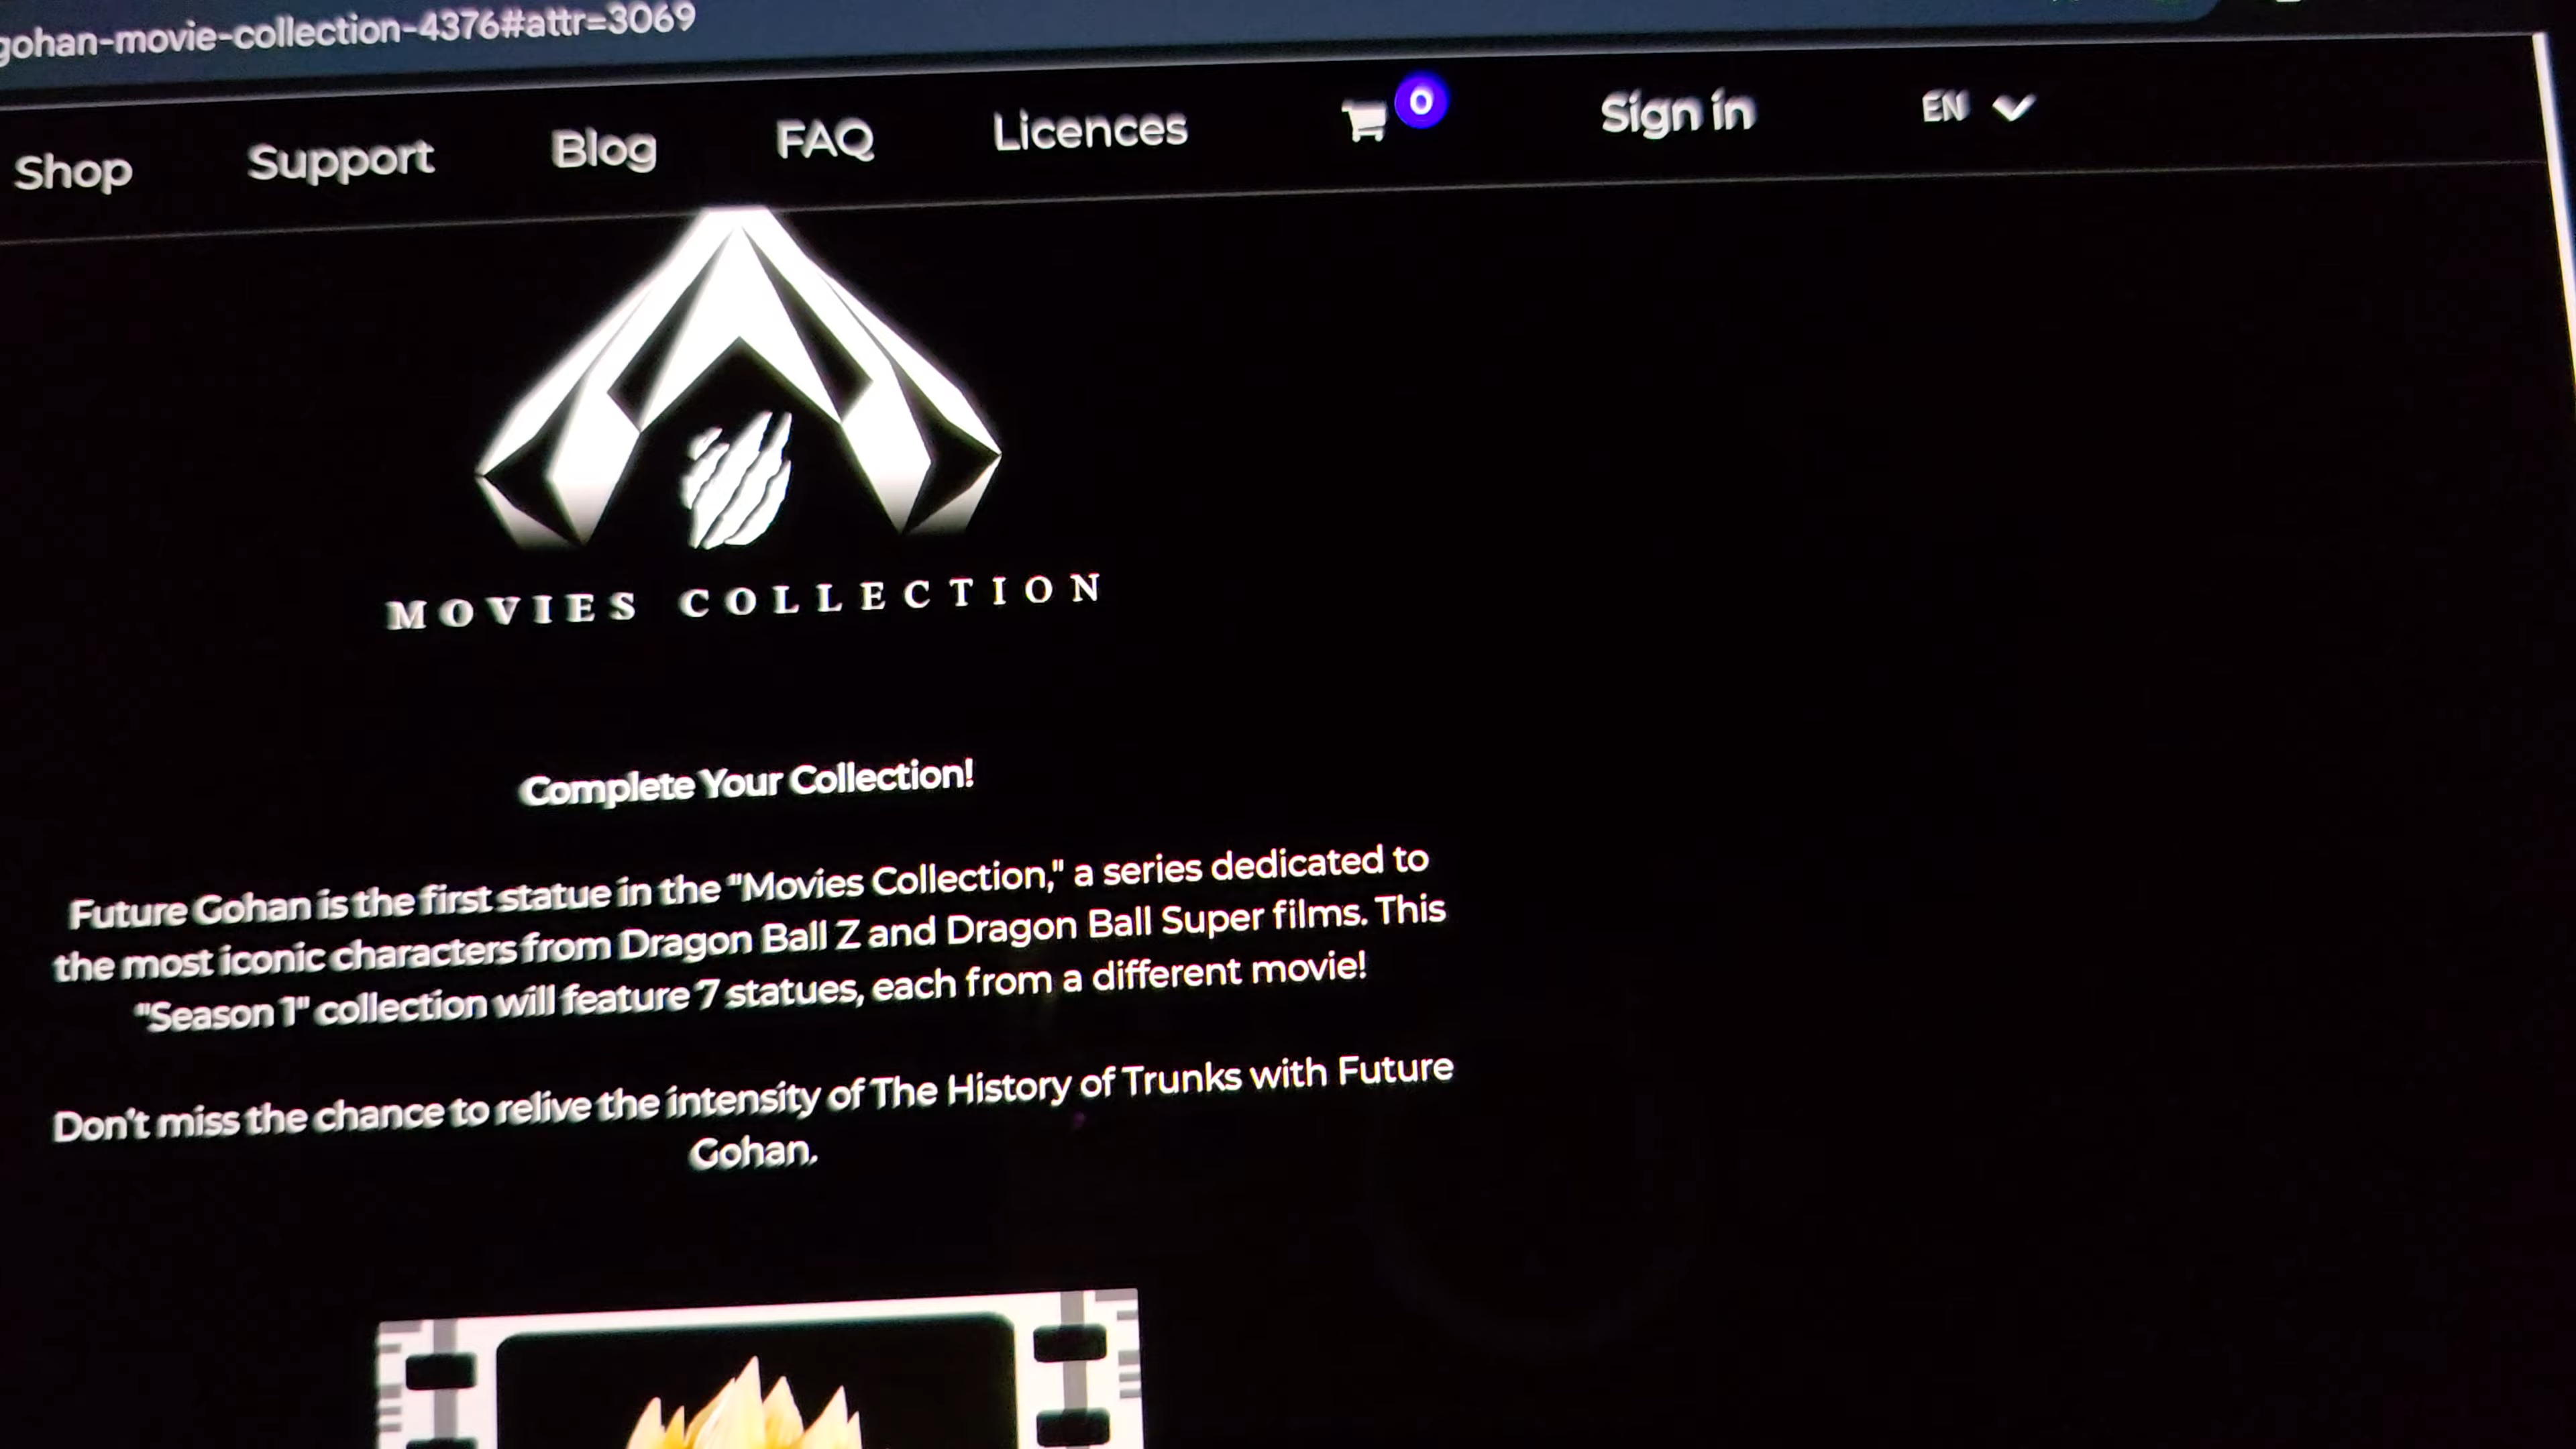 gohan-movie-collection-4376#attr=3069
Shop Support Blog FAQ Licences 0 Sign in EN
MOVIES COLLECTION
Complete Your Collection!
Future Gohan is the first statue in the "Movies Collection," a series dedicated to
the most iconic characters from Dragon Ball Z and Dragon Ball Super films. This
"Season 1" collection will feature 7 statues, each from a different movie!
Don't miss the chance to relive the intensity of The History of Trunks with Future
Gohan.